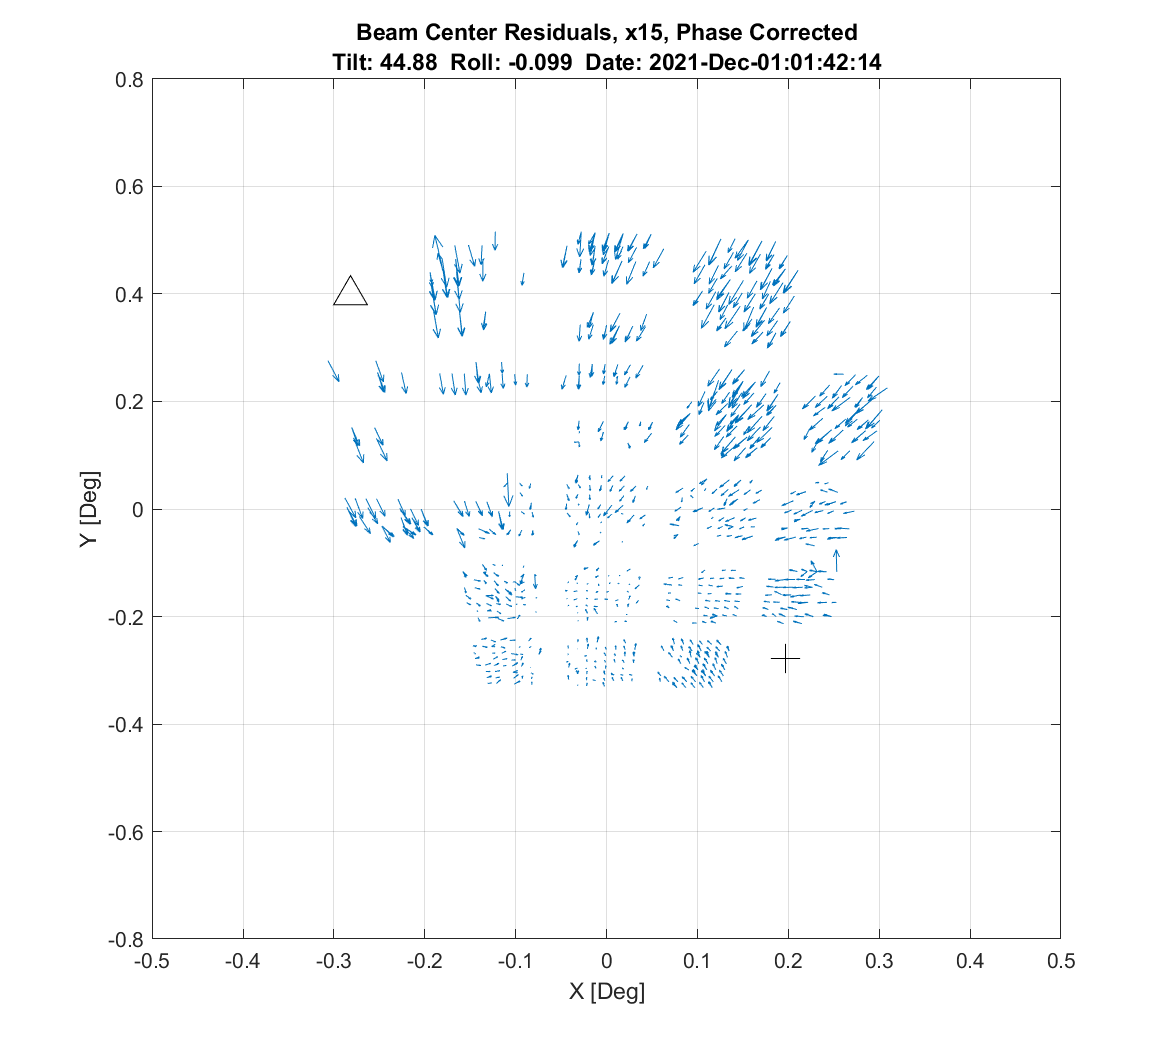 Beam Center Residuals, x15, Phase Corrected
Tilt: 44.88 Roll: -0.099 Date: 2021-Dec-01:01:42:14
0.8
0.6
0.4
0.2
0
-0.2
-0.4
-0.6
-0.8
Y [Deg]
-0.5 -0.4 -0.3 -0.2 -0.1 0 0.1 0.2 0.3 0.4 0.5
X [Deg]